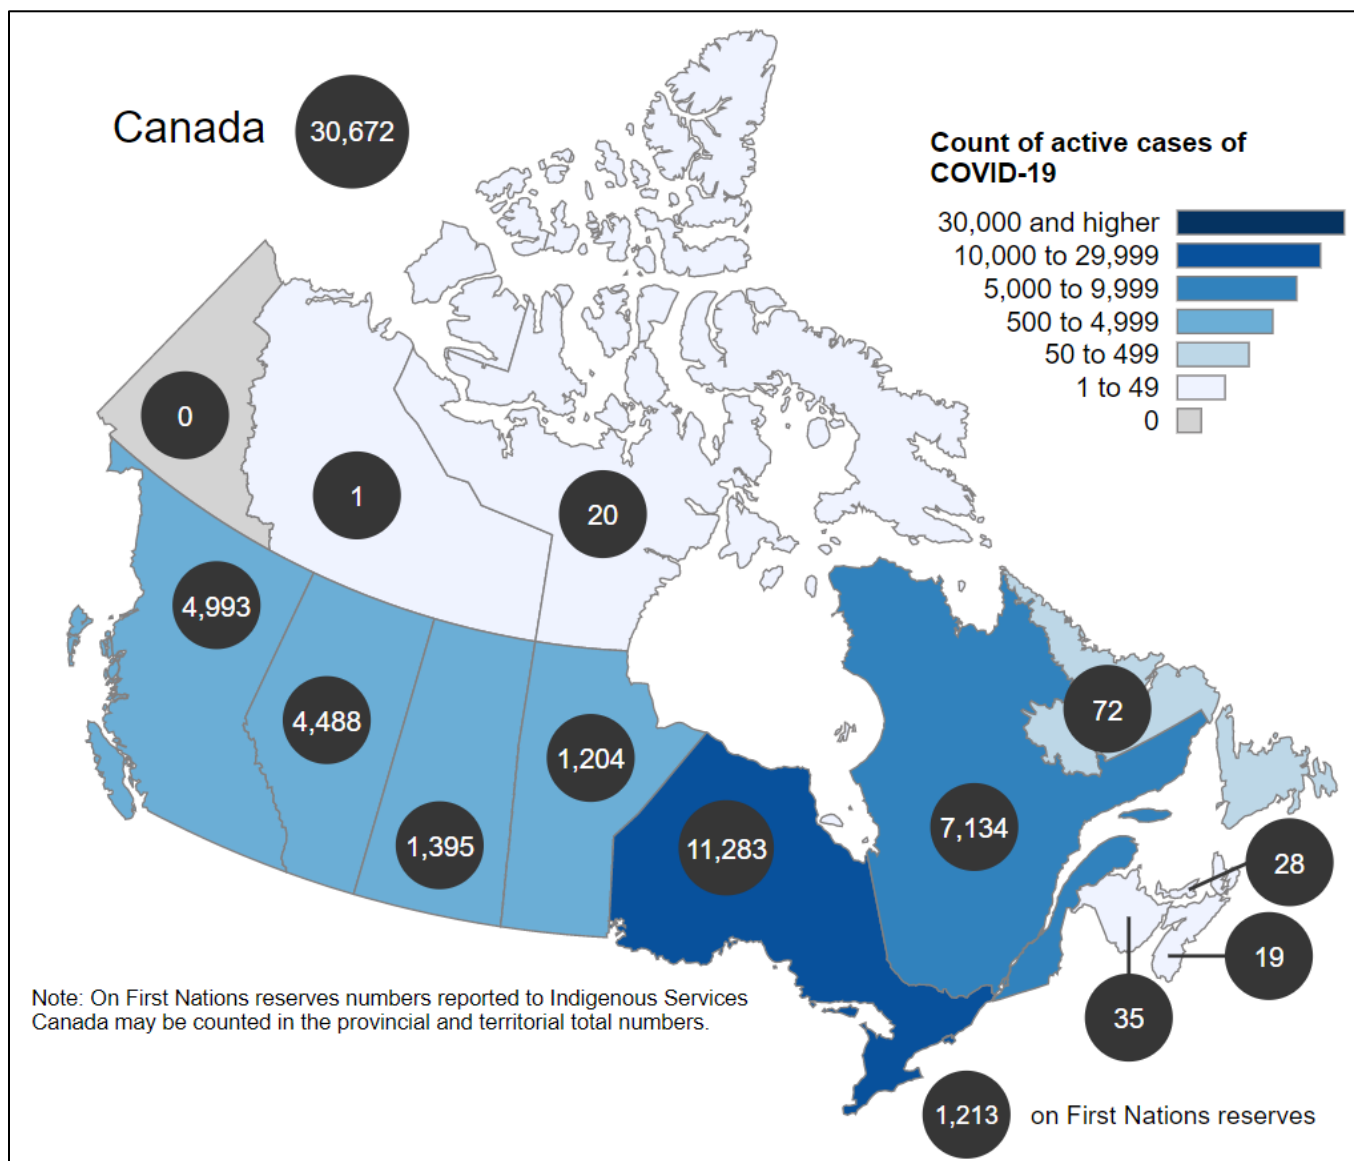 Canada
30,672
Count of active cases of
COVID-19
30,000 and higher
10,000 to 29,999
5,000 to 9,999
500 to 4,999
50 to 499
1 to 49
0
0
1
20
4,993
4,488
1,395
1,204
11,283
7,134
72
28
19
35
Note: On First Nations reserves numbers reported to Indigenous Services
Canada may be counted in the provincial and territorial total numbers.
1,213 on First Nations reserves